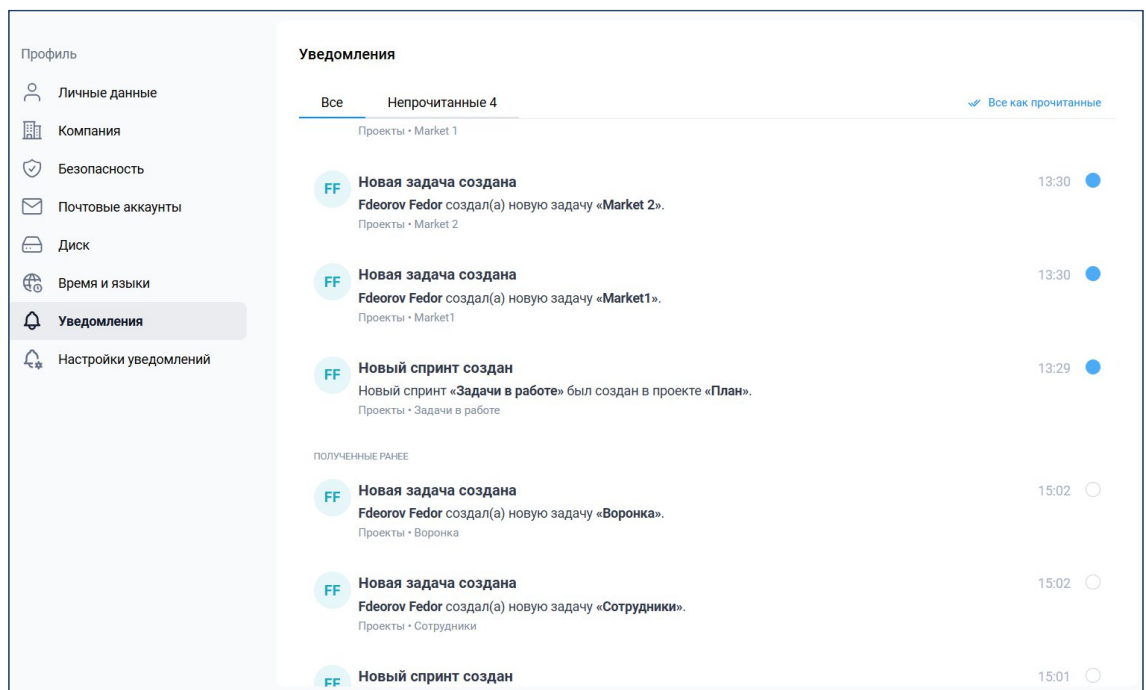 Профиль
Личные данные
Компания
Безопасность
Почтовые аккаунты
Диск
Время и языки
Уведомления
Настройки уведомлений
Уведомления
Все Непрочитанные 4 Все как прочитанные
Проекты • Market 1
FF Новая задача создана 13:30
Fdeorov Fedor создал(а) новую задачу «Market 2».
Проекты • Market 2
FF Новая задача создана 13:30
Fdeorov Fedor создал(а) новую задачу «Market1».
Проекты • Market1
FF Новый спринт создан 13:29
Новый спринт «Задачи в работе» был создан в проекте «План».
Проекты • Задачи в работе
ПОЛУЧЕННЫЕ РАНЕЕ
FF Новая задача создана 15:02
Fdeorov Fedor создал(а) новую задачу «Воронка».
Проекты • Воронка
FF Новая задача создана 15:02
Fdeorov Fedor создал(а) новую задачу «Сотрудники».
Проекты • Сотрудники
FF Новый спринт создан 15:01